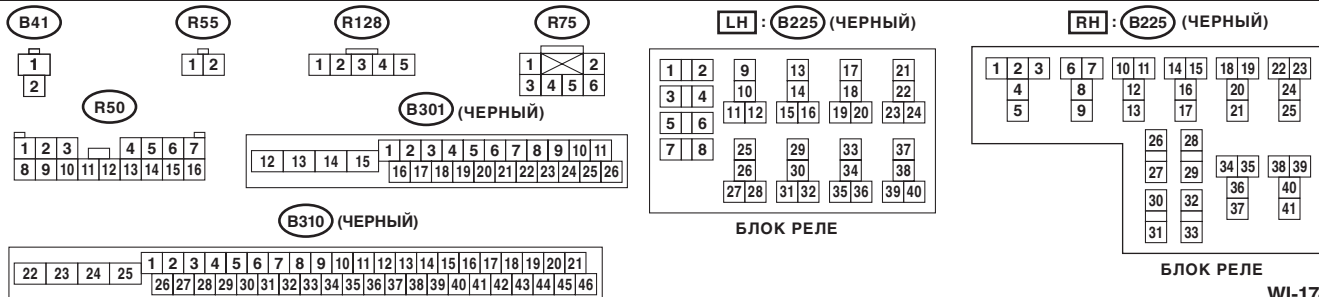 B41 R55 R128 R75
1
2
1 2
1 2 3 4 5
1 2
3 4 5 6
R50
1 2 3 4 5 6 7
8 9 10 11 12 13 14 15 16
B301 (ЧЕРНЫЙ)
1 2 3 4 5 6 7 8 9 10 11
12 13 14 15
16 17 18 19 20 21 22 23 24 25 26
B310 (ЧЕРНЫЙ)
1 2 3 4 5 6 7 8 9 10 11 12 13 14 15 16 17 18 19 20 21
22 23 24 25
26 27 28 29 30 31 32 33 34 35 36 37 38 39 40 41 42 43 44 45 46
LH : B225 (ЧЕРНЫЙ)
1 2 9 13 17 21
3 4 10 14 18 22
11 12 15 16 19 20 23 24
5 6
7 8 25 29 33 37
26 30 34 38
27 28 31 32 35 36 39 40
БЛОК РЕЛЕ
RH : B225 (ЧЕРНЫЙ)
1 2 3 6 7 10 11 14 15 18 19 22 23
4 8 12 16 20 24
5 9 13 17 21 25
26 28
27 29 34 35 38 39
36 40
30 32 37 41
31 33
БЛОК РЕЛЕ